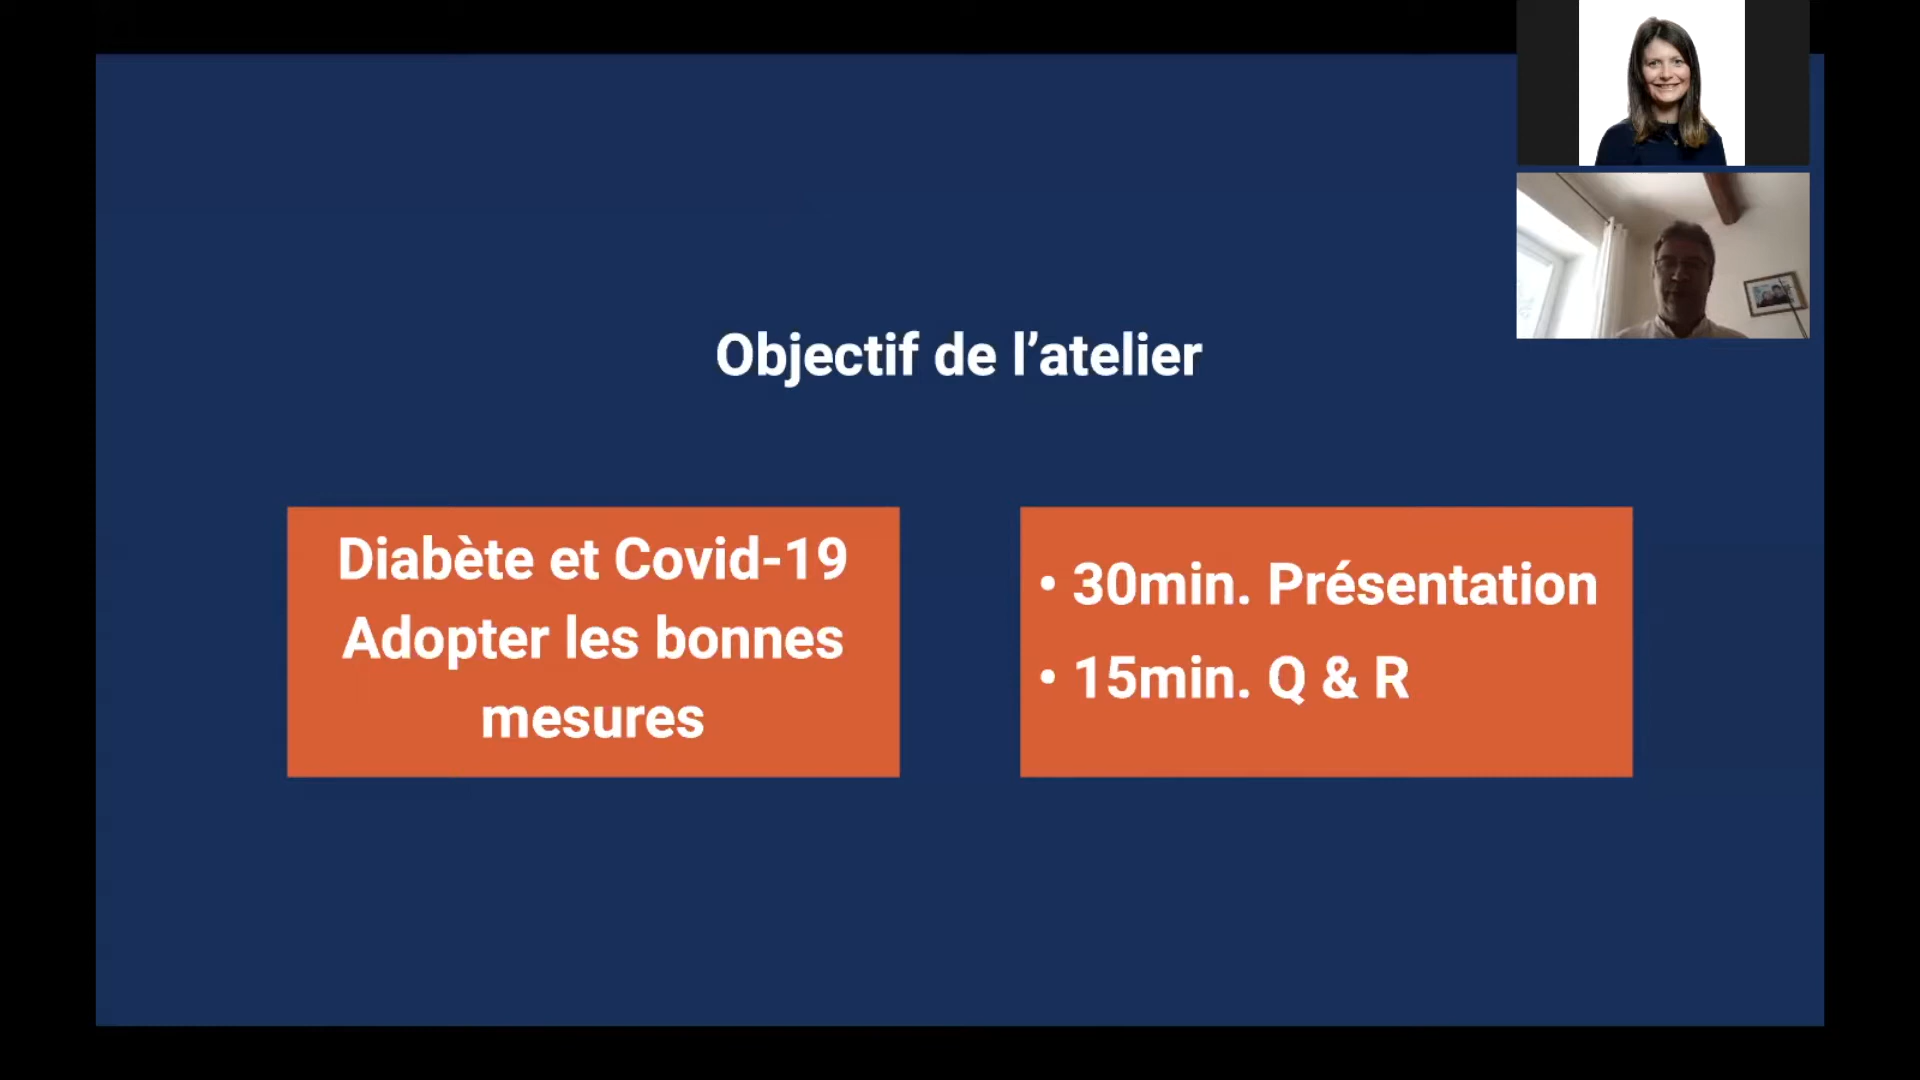 Objectif de l’atelier
Diabète et Covid-19
Adopter les bonnes
mesures
• 30min. Présentation
• 15min. Q & R